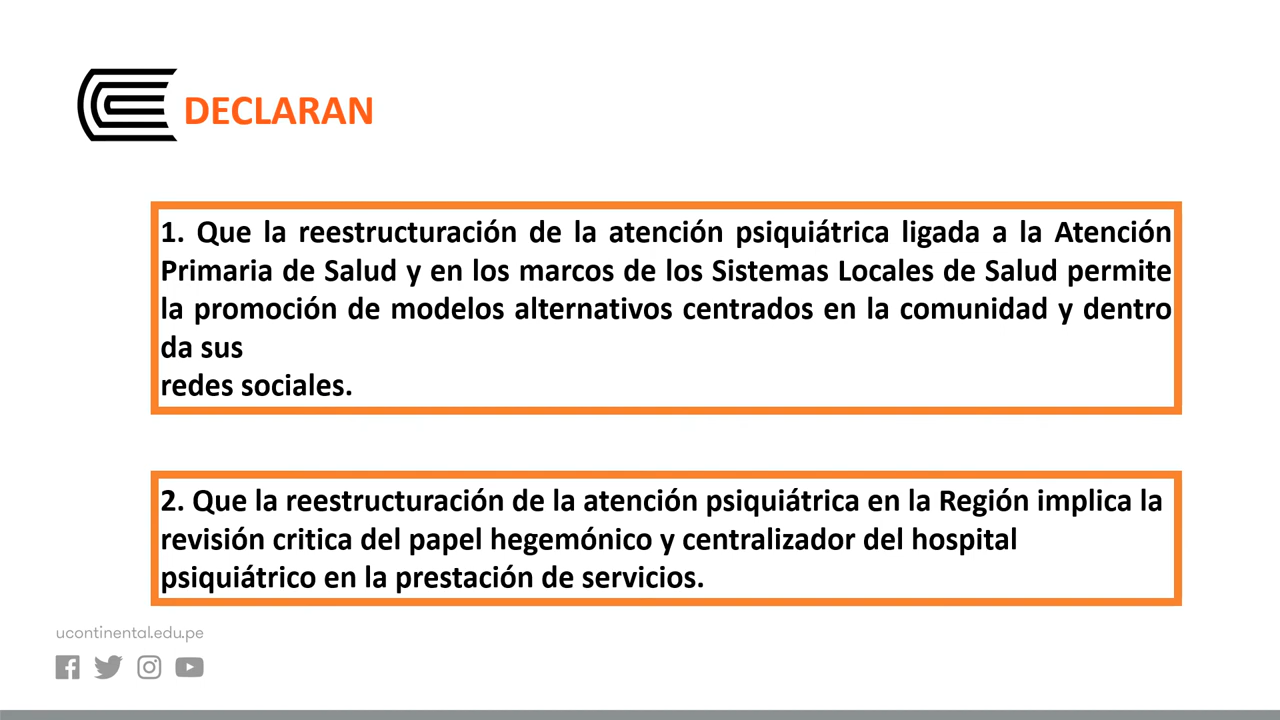 DECLARAN
1. Que la reestructuración de la atención psiquiátrica ligada a la Atención
Primaria de Salud y en los marcos de los Sistemas Locales de Salud permite
la promoción de modelos alternativos centrados en la comunidad y dentro
da sus
redes sociales.
2. Que la reestructuración de la atención psiquiátrica en la Región implica la
revisión critica del papel hegemónico y centralizador del hospital
psiquiátrico en la prestación de servicios.
ucontinental.edu.pe